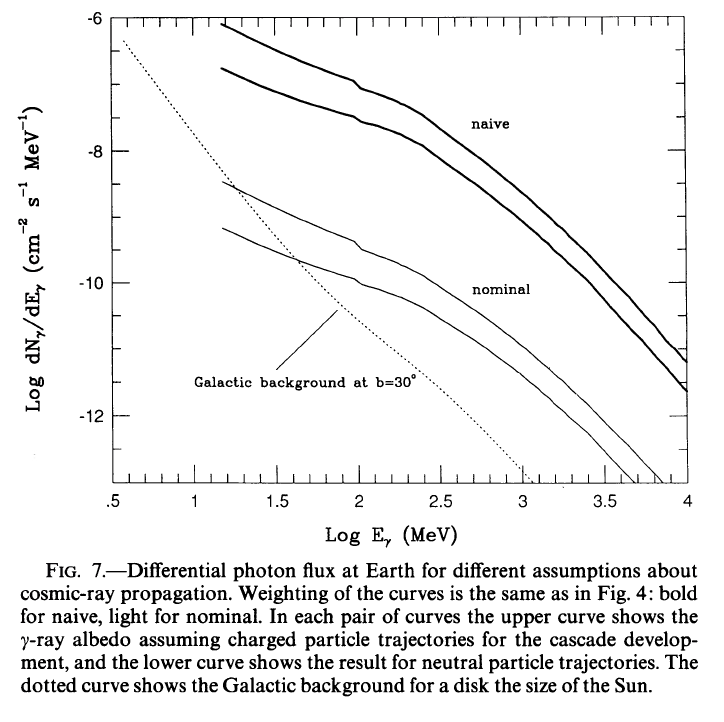 -6
-8
-10
-12
Log dNγ/dEγ (cm⁻² s⁻¹ MeV⁻¹)
naive
nominal
Galactic background at b=30°
.5 1 1.5 2 2.5 3 3.5 4
Log Eγ (MeV)
FIG. 7.—Differential photon flux at Earth for different assumptions about
cosmic-ray propagation. Weighting of the curves is the same as in Fig. 4: bold
for naive, light for nominal. In each pair of curves the upper curve shows the
γ-ray albedo assuming charged particle trajectories for the cascade develop-
ment, and the lower curve shows the result for neutral particle trajectories. The
dotted curve shows the Galactic background for a disk the size of the Sun.